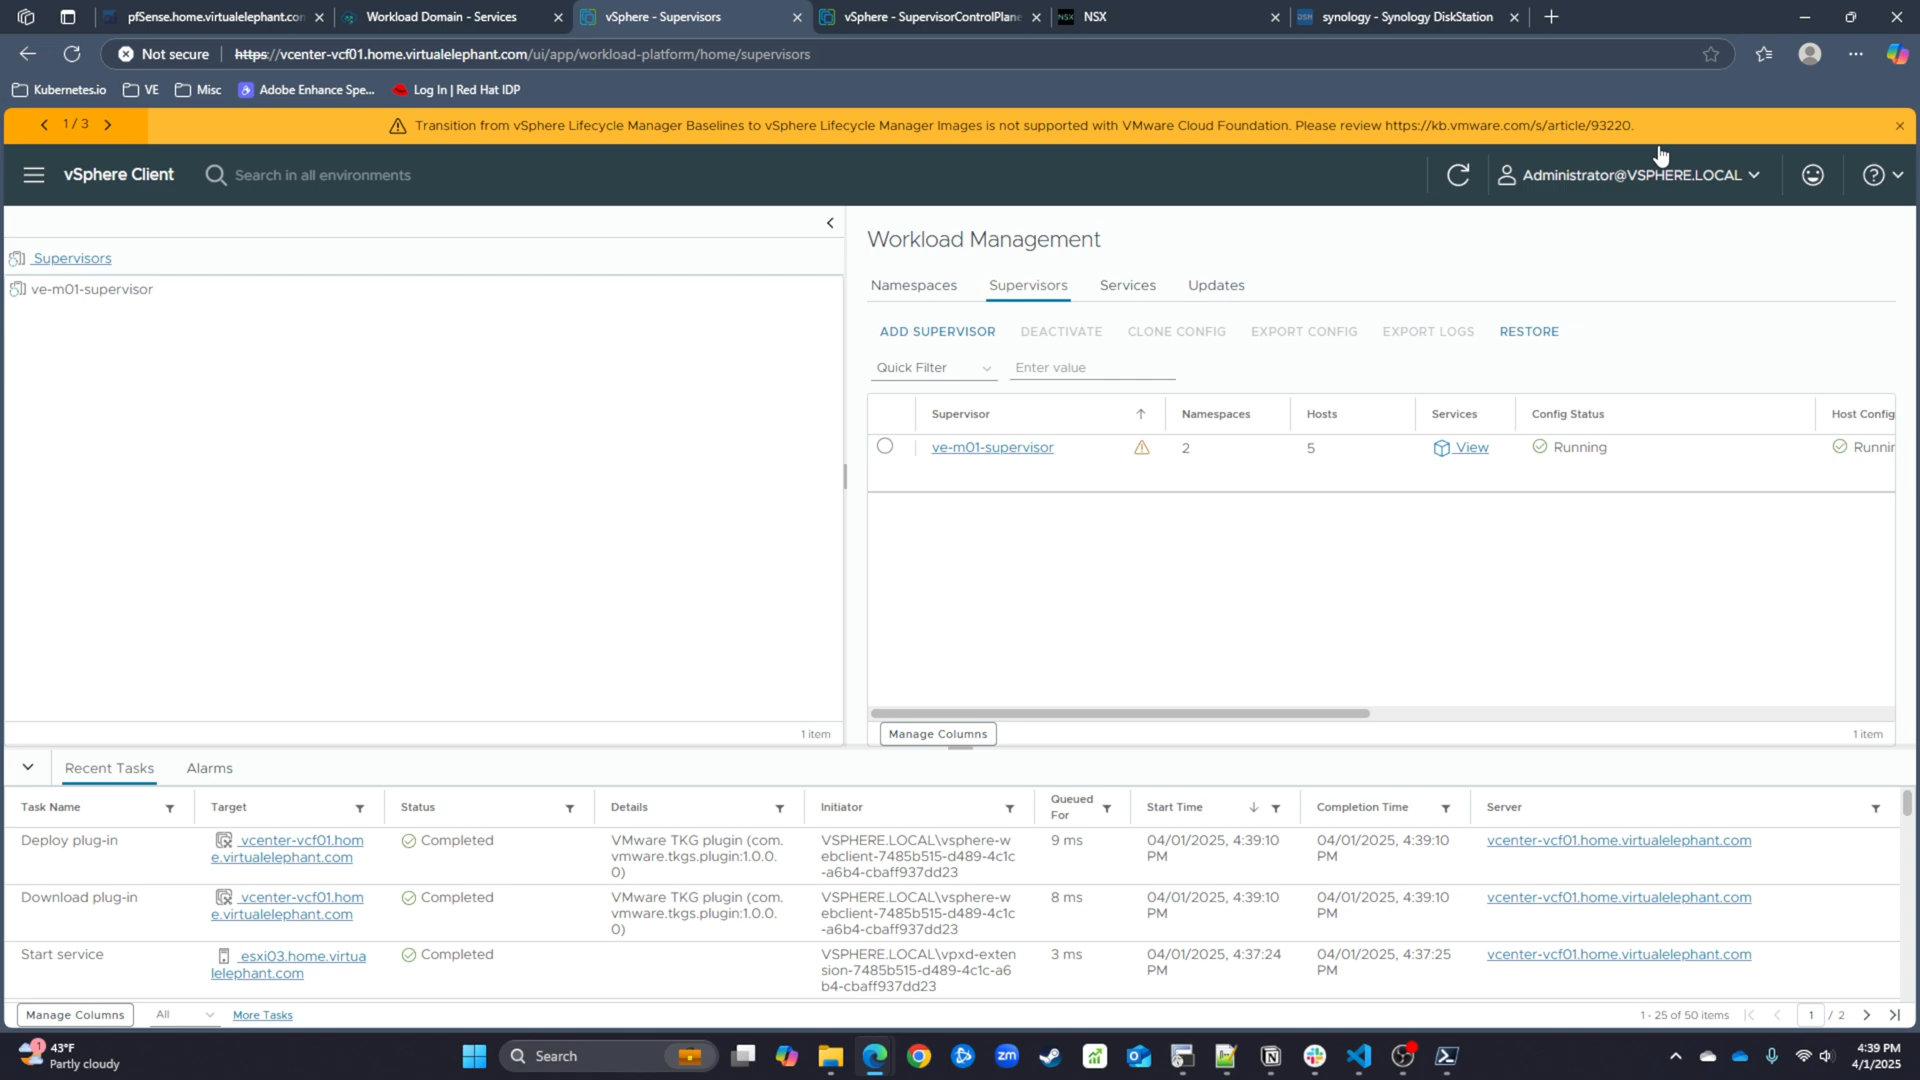 pfSense.home.virtualelephant.con
Workload Domain - Services
vSphere - Supervisors
vSphere - SupervisorControlPlane
NSX
NSX
synology - Synology DiskStation
Not secure
https://vcenter-vcf01.home.virtualelephant.com/ui/app/workload-platform/home/supervisors
Kubernetes.io
VE
Misc
Adobe Enhance Spe...
Log In | Red Hat IDP
1 / 3
Transition from vSphere Lifecycle Manager Baselines to vSphere Lifecycle Manager Images is not supported with VMware Cloud Foundation. Please review https://kb.vmware.com/s/article/93220.
vSphere Client
Search in all environments
Administrator@VSPHERE.LOCAL
Supervisors
ve-m01-supervisor
1 item
Workload Management
Namespaces
Supervisors
Services
Updates
ADD SUPERVISOR
DEACTIVATE
CLONE CONFIG
EXPORT CONFIG
EXPORT LOGS
RESTORE
Quick Filter
Enter value
Supervisor
Namespaces
Hosts
Services
Config Status
Host Config
ve-m01-supervisor
2
5
View
Running
Runnin
Manage Columns
1 item
Recent Tasks
Alarms
Task Name
Target
Status
Details
Initiator
Queued
For
Start Time
Completion Time
Server
Deploy plug-in
vcenter-vcf01.hom
e.virtualelephant.com
Completed
VMware TKG plugin (com.
vmware.tkgs.plugin:1.0.0.
0)
VSPHERE.LOCAL\vsphere-w
ebclient-7485b515-d489-4c1c
-a6b4-cbaff937dd23
9 ms
04/01/2025, 4:39:10
PM
04/01/2025, 4:39:10
PM
vcenter-vcf01.home.virtualelephant.com
Download plug-in
vcenter-vcf01.hom
e.virtualelephant.com
Completed
VMware TKG plugin (com.
vmware.tkgs.plugin:1.0.0.
0)
VSPHERE.LOCAL\vsphere-w
ebclient-7485b515-d489-4c1c
-a6b4-cbaff937dd23
8 ms
04/01/2025, 4:39:10
PM
04/01/2025, 4:39:10
PM
vcenter-vcf01.home.virtualelephant.com
Start service
esxi03.home.virtua
lelephant.com
Completed
VSPHERE.LOCAL\vpxd-exten
sion-7485b515-d489-4c1c-a6
b4-cbaff937dd23
3 ms
04/01/2025, 4:37:24
PM
04/01/2025, 4:37:25
PM
vcenter-vcf01.home.virtualelephant.com
Manage Columns
All
More Tasks
1 - 25 of 50 items
1 / 2
1
43°F
Partly cloudy
Search
zm
4:39 PM
4/1/2025